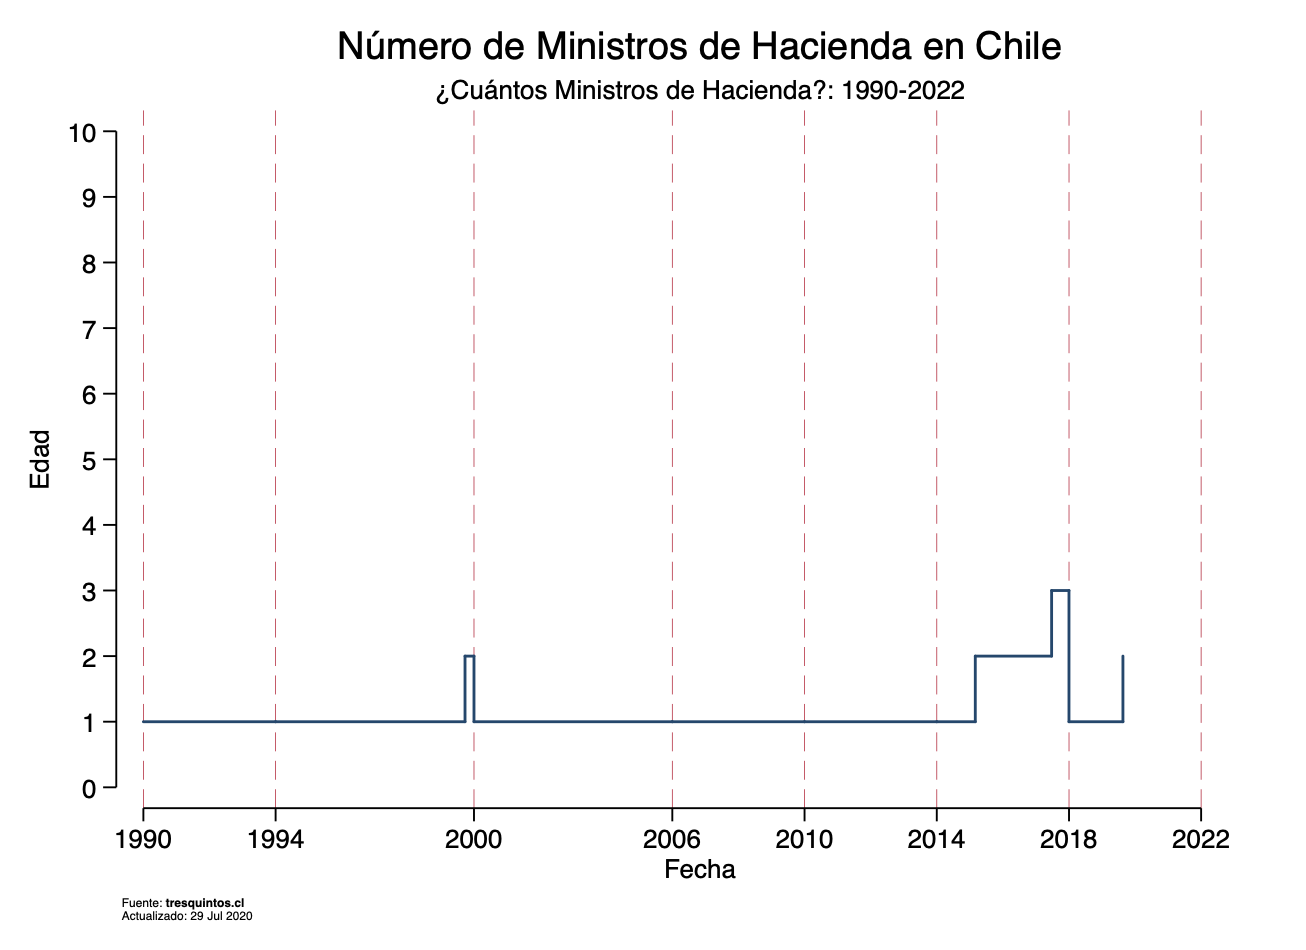 Número de Ministros de Hacienda en Chile
¿Cuántos Ministros de Hacienda?: 1990-2022
10
9
8
7
6
5
4
3
2
1
0
Edad
1990 1994 2000 2006 2010 2014 2018 2022
Fecha
Fuente: tresquintos.cl
Actualizado: 29 Jul 2020